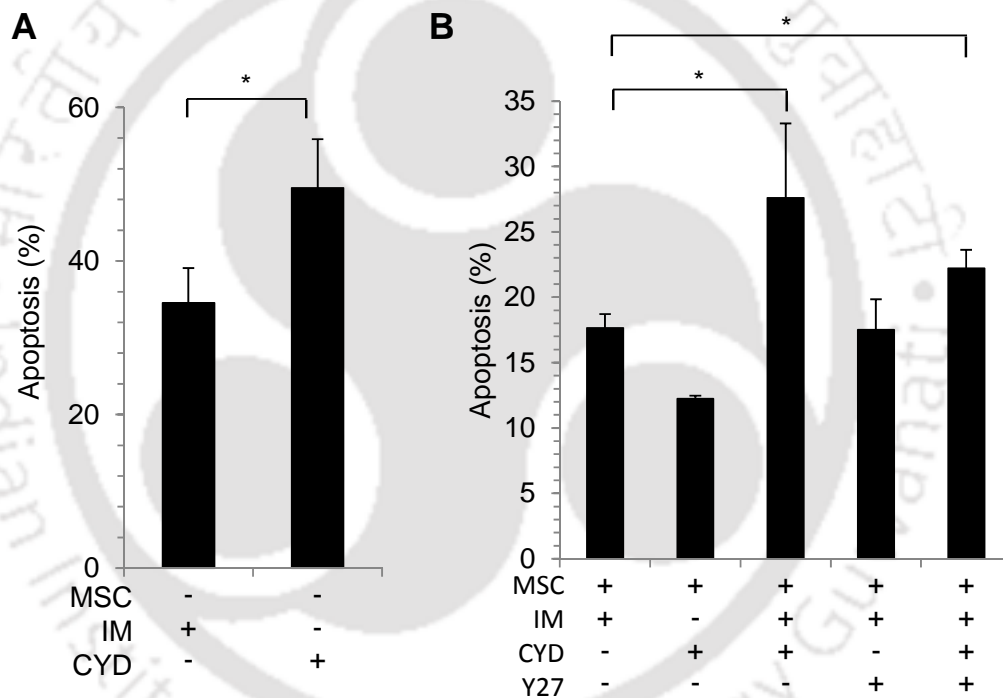 A
*
60
40
20
0
Apoptosis (%)
MSC - -
IM + -
CYD - +
B
*
*
35
30
25
20
15
10
5
0
Apoptosis (%)
MSC + + + + +
IM + - + + +
CYD - + + - +
Y27 - - - + +